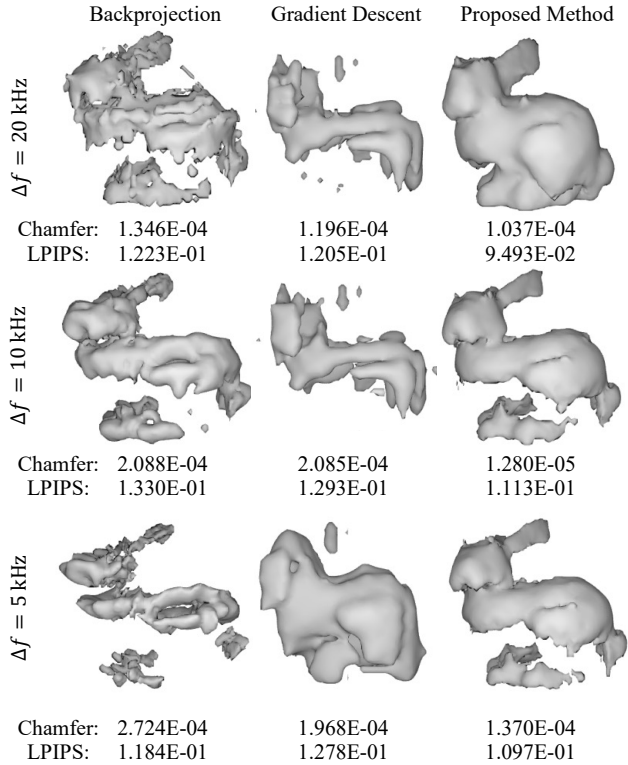 Backprojection Gradient Descent Proposed Method
Δf = 20 kHz
Chamfer: 1.346E-04 1.196E-04 1.037E-04
LPIPS: 1.223E-01 1.205E-01 9.493E-02
Δf = 10 kHz
Chamfer: 2.088E-04 2.085E-04 1.280E-05
LPIPS: 1.330E-01 1.293E-01 1.113E-01
Δf = 5 kHz
Chamfer: 2.724E-04 1.968E-04 1.370E-04
LPIPS: 1.184E-01 1.278E-01 1.097E-01